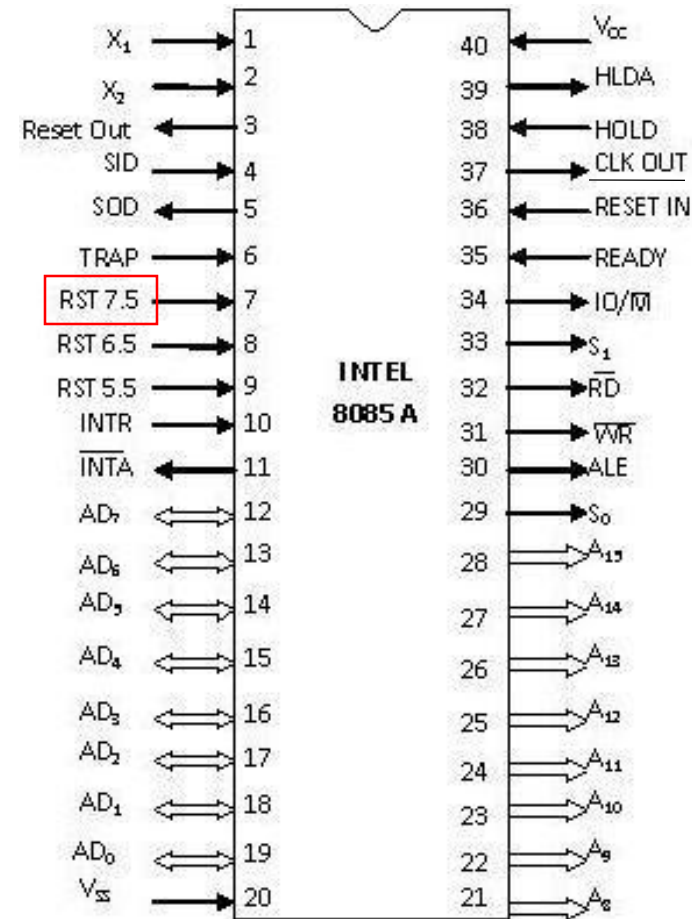 X₁ 1 40 Vcc
X₂ 2 39 HLDA
Reset Out 3 38 HOLD
SID 4 37 CLK OUT
SOD 5 36 RESET IN
TRAP 6 35 READY
RST 7.5 7 34 IO/M̅
RST 6.5 8 33 S₁
RST 5.5 9 32 R̅D̅
INTEL
8085 A
INTR 10 31 W̅R̅
I̅N̅T̅A̅ 11 30 ALE
AD₇ 12 29 S₀
AD₆ 13 28 A₁₅
AD₅ 14 27 A₁₄
AD₄ 15 26 A₁₃
AD₃ 16 25 A₁₂
AD₂ 17 24 A₁₁
AD₁ 18 23 A₁₀
AD₀ 19 22 A₉
Vss 20 21 A₈